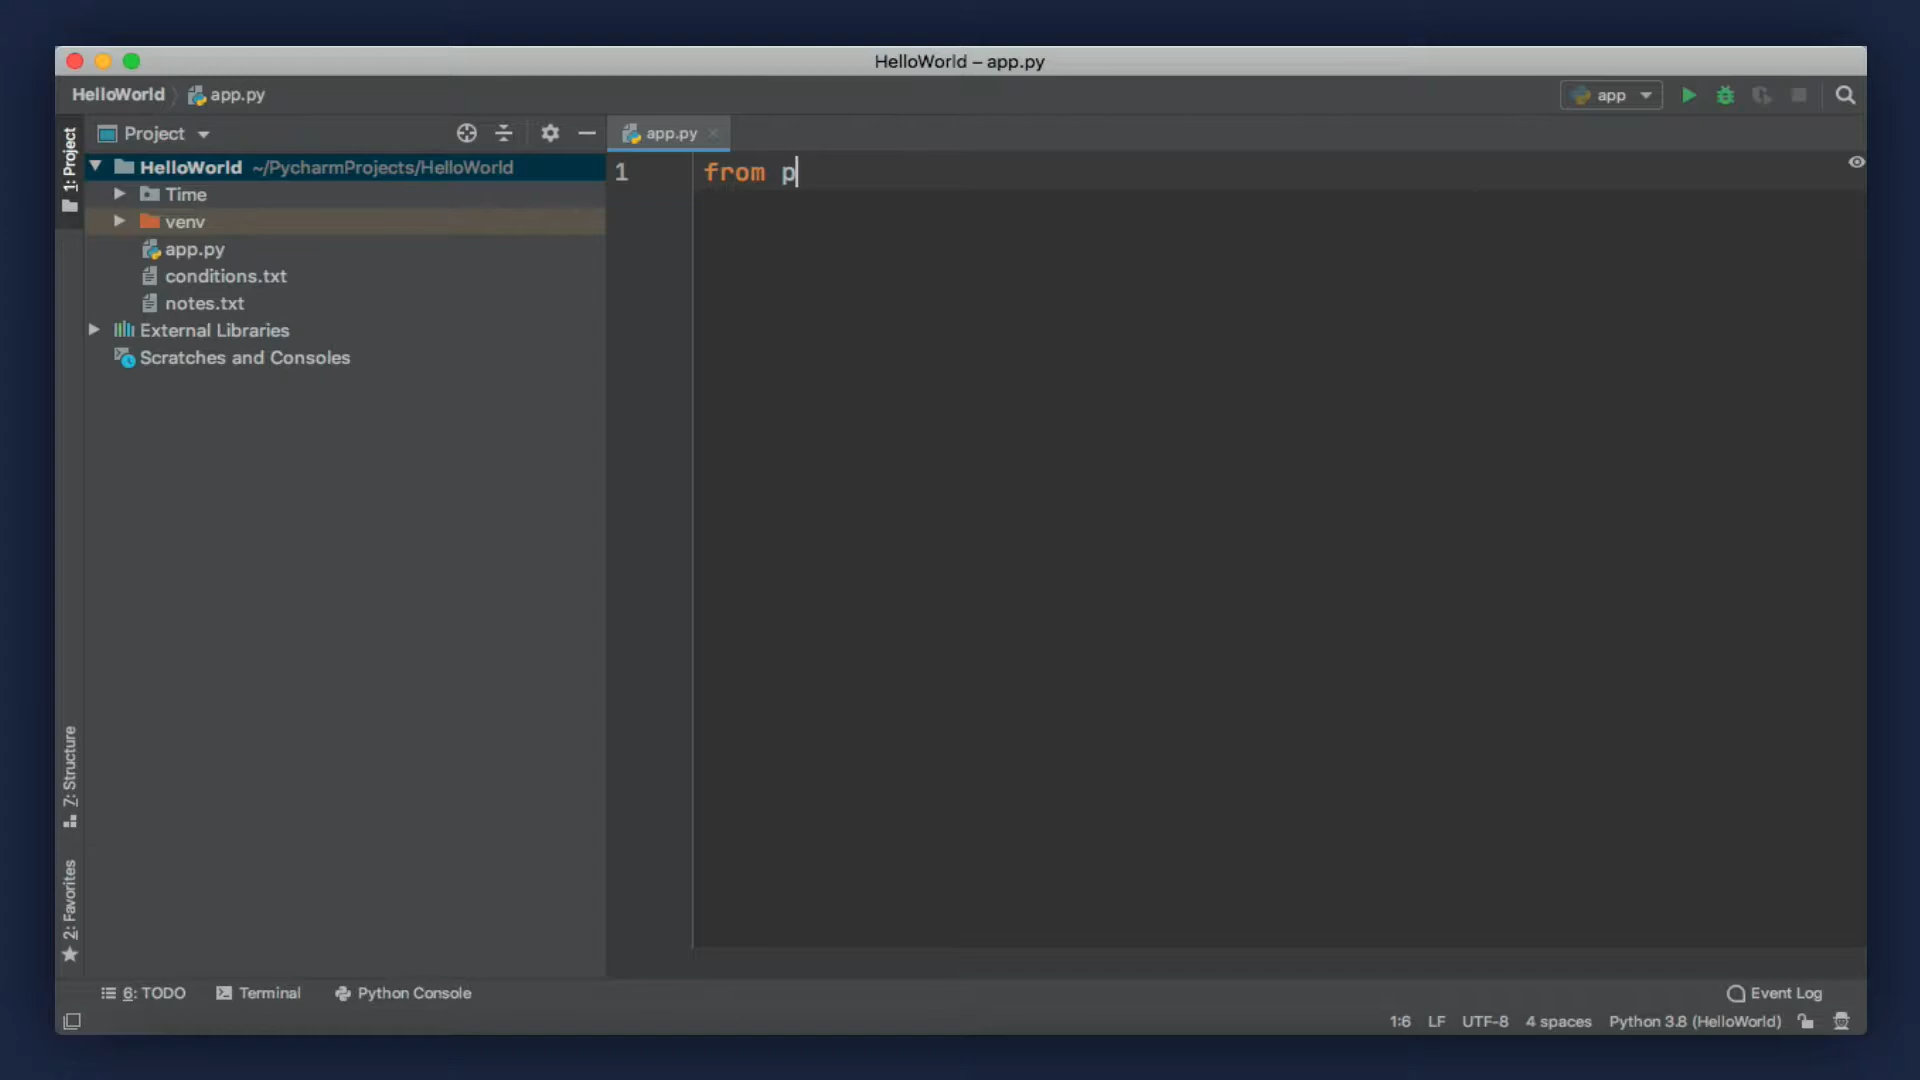 HelloWorld – app.py
HelloWorld app.py
app
1: Project
Project
app.py
HelloWorld ~/PycharmProjects/HelloWorld
Time
venv
app.py
conditions.txt
notes.txt
External Libraries
Scratches and Consoles
1 from p
7: Structure
2: Favorites
6: TODO Terminal Python Console Event Log
1:6 LF UTF-8 4 spaces Python 3.8 (HelloWorld)